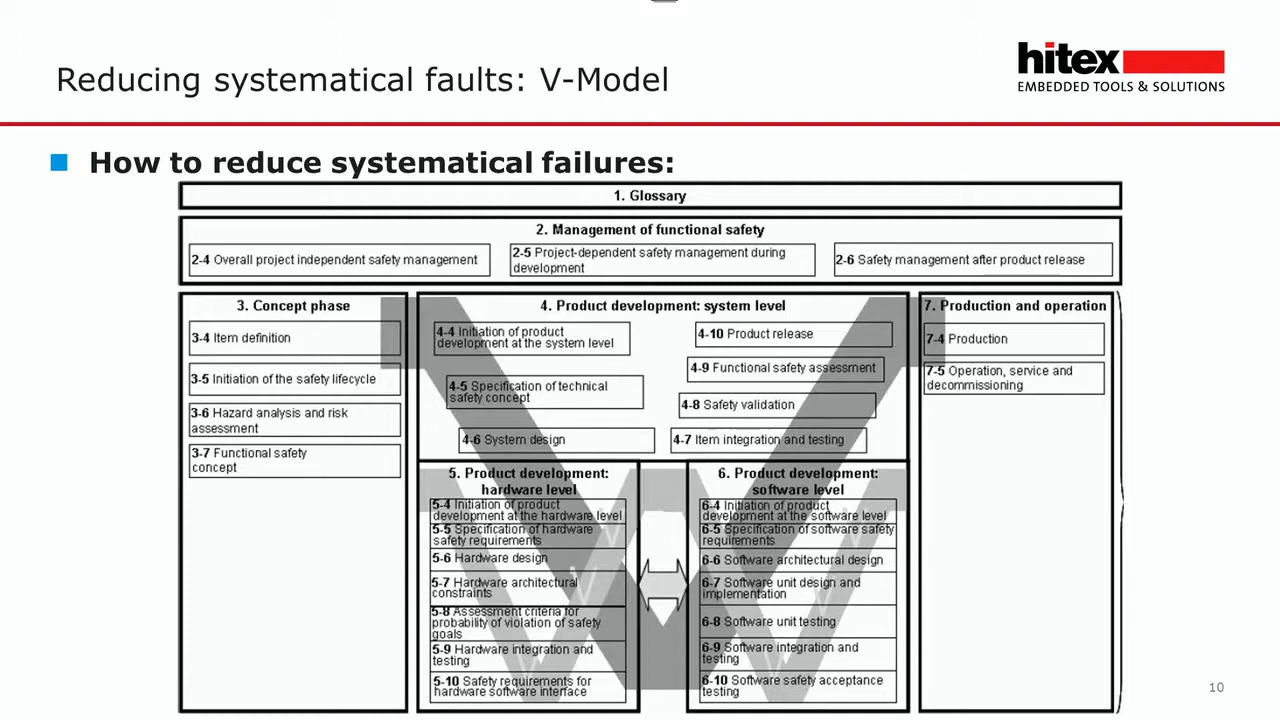 Reducing systematical faults: V-Model
hitex
EMBEDDED TOOLS & SOLUTIONS
How to reduce systematical failures:
1. Glossary
2. Management of functional safety
2-4 Overall project independent safety management
2-5 Project-dependent safety management during
development
2-6 Safety management after product release
3. Concept phase
3-4 Item definition
3-5 Initiation of the safety lifecycle
3-6 Hazard analysis and risk
assessment
3-7 Functional safety
concept
4. Product development: system level
4-4 Initiation of product
development at the system level
4-5 Specification of technical
safety concept
4-6 System design
4-10 Product release
4-9 Functional safety assessment
4-8 Safety validation
4-7 Item integration and testing
5. Product development:
hardware level
5-4 Initiation of product
development at the hardware level
5-5 Specification of hardware
safety requirements
5-6 Hardware design
5-7 Hardware architectural
constraints
5-8 Assessment criteria for
probability of violation of safety
goals
5-9 Hardware integration and
testing
5-10 Safety requirements for
hardware software interface
6. Product development:
software level
6-4 Initiation of product
development at the software level
6-5 Specification of software safety
requirements
6-6 Software architectural design
6-7 Software unit design and
implementation
6-8 Software unit testing
6-9 Software integration and
testing
6-10 Software safety acceptance
testing
7. Production and operation
7-4 Production
7-5 Operation, service and
decommissioning
10